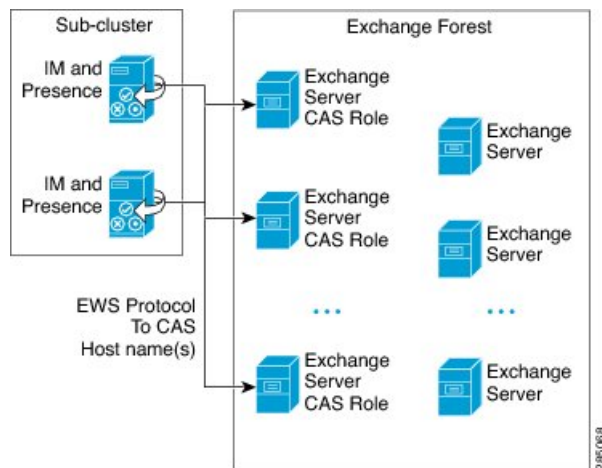 Sub-cluster
IM and
Presence
IM and
Presence
EWS Protocol
To CAS
Host name(s)
Exchange Forest
Exchange
Server
CAS Role
Exchange
Server
CAS Role
Exchange
Server
CAS Role
Exchange
Server
Exchange
Server
Exchange
Server